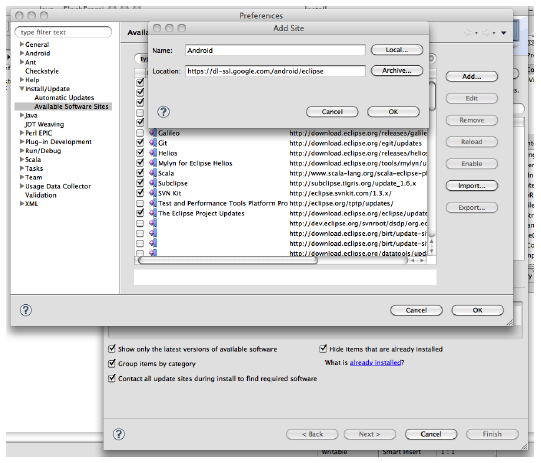 Preferences
Add Site
type filter text
Name:
Android
Local...
Location:
https://dl-ssl.google.com/android/eclipse
Archive...
Cancel
OK
General
Android
Ant
Checkstyle
Help
Install/Update
Automatic Updates
Available Software Sites
Java
JDT Weaving
Perl EPIC
Plug-in Development
Run/Debug
Scala
Tasks
Team
Usage Data Collector
Validation
XML
Galileo
http://download.eclipse.org/releases/galile
Git
http://download.eclipse.org/egit/updates
Helios
http://download.eclipse.org/releases/helios
Mylyn for Eclipse Helios
http://download.eclipse.org/tools/mylyn/u
Scala
http://www.scala-lang.org/scala-eclipse-pl
Subclipse
http://subclipse.tigris.org/update_1.6.x
SVN Kit
http://eclipse.svnkit.com/1.3.x/
Test and Performance Tools Platform Pro
http://eclipse.org/tptp/updates/
The Eclipse Project Updates
http://download.eclipse.org/eclipse/update
http://dev.eclipse.org/svnroot/dsdp/org.ec
http://download.eclipse.org/birt/update-si
http://download.eclipse.org/birt/update-si
http://download.eclipse.org/datatools/upd
Add...
Edit
Remove
Reload
Enable
Import...
Export...
Cancel
OK
Show only the latest versions of available software
Hide items that are already installed
Group items by category
What is already installed?
Contact all update sites during install to find required software
< Back
Next >
Cancel
Finish
Writable
Smart Insert
1 : 1